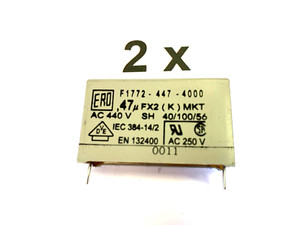 2 x
ERO F1772-447-4000
,47µ FX2 (K) MKT
AC 440 V SH 40/100/56
IEC 384-14/2
EN 132400
AC 250 V
0011